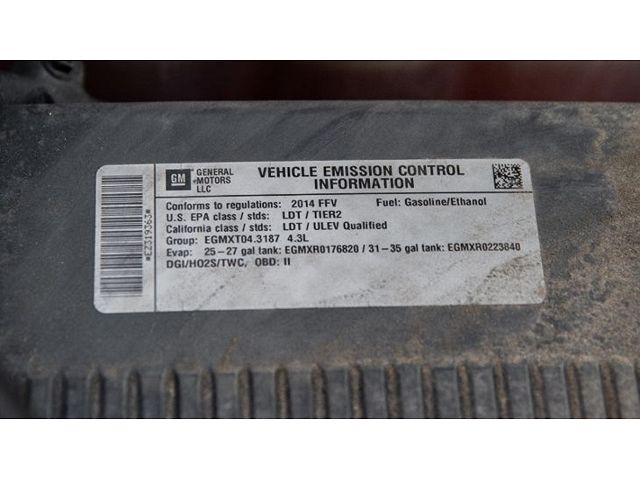 GM
GENERAL
MOTORS
LLC
VEHICLE EMISSION CONTROL
INFORMATION
Conforms to regulations: 2014 FFV Fuel: Gasoline/Ethanol
U.S. EPA class / stds: LDT / TIER2
California class / stds: LDT / ULEV Qualified
Group: EGMXT04.3187 4.3L
Evap: 25-27 gal tank: EGMXR0176820 / 31-35 gal tank: EGMXR0223840
DGI/HO2S/TWC, OBD: II
*EZ319363*